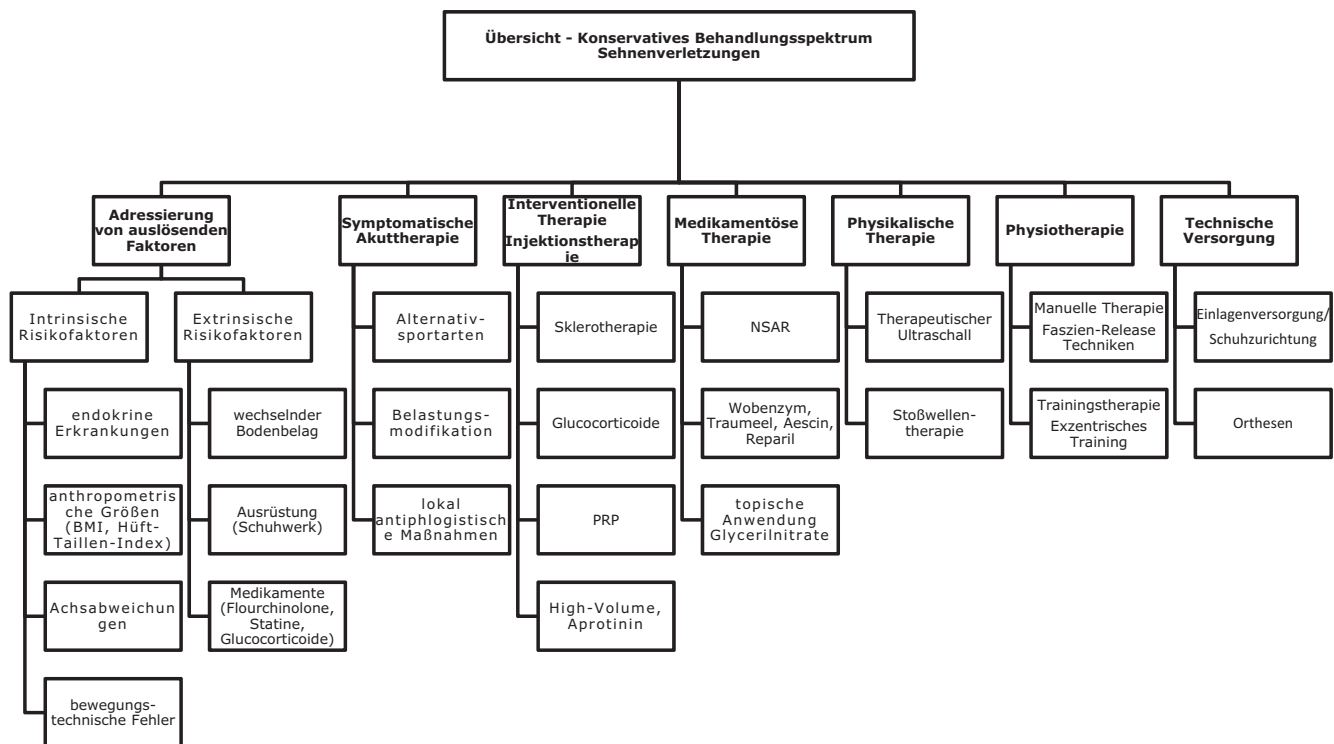 Übersicht - Konservatives Behandlungsspektrum
Sehnenverletzungen
Adressierung
von auslösenden
Faktoren
Intrinsische
Risikofaktoren
endokrine
Erkrankungen
anthropometris
che Größen
(BMI, Hüft-
Taillen-Index)
Achsabweichun
gen
bewegungs-
technische Fehler
Extrinsische
Risikofaktoren
wechselnder
Bodenbelag
Ausrüstung
(Schuhwerk)
Medikamente
(Flourchinolone,
Statine,
Glucocorticoide)
Symptomatische
Akuttherapie
Alternativ-
sportarten
Belastungs-
modifikation
lokal
antiphlogistisch
e Maßnahmen
Interventionelle
Therapie
Injektionstherap
ie
Sklerotherapie
Glucocorticoide
PRP
High-Volume,
Aprotinin
Medikamentöse
Therapie
NSAR
Wobenzym,
Traumeel, Aescin,
Reparil
topische
Anwendung
Glycerilnitrate
Physikalische
Therapie
Therapeutischer
Ultraschall
Stoßwellen-
therapie
Physiotherapie
Manuelle Therapie
Faszien-Release
Techniken
Trainingstherapie
Exzentrisches
Training
Technische
Versorgung
Einlagenversorgung/
Schuhzurichtung
Orthesen